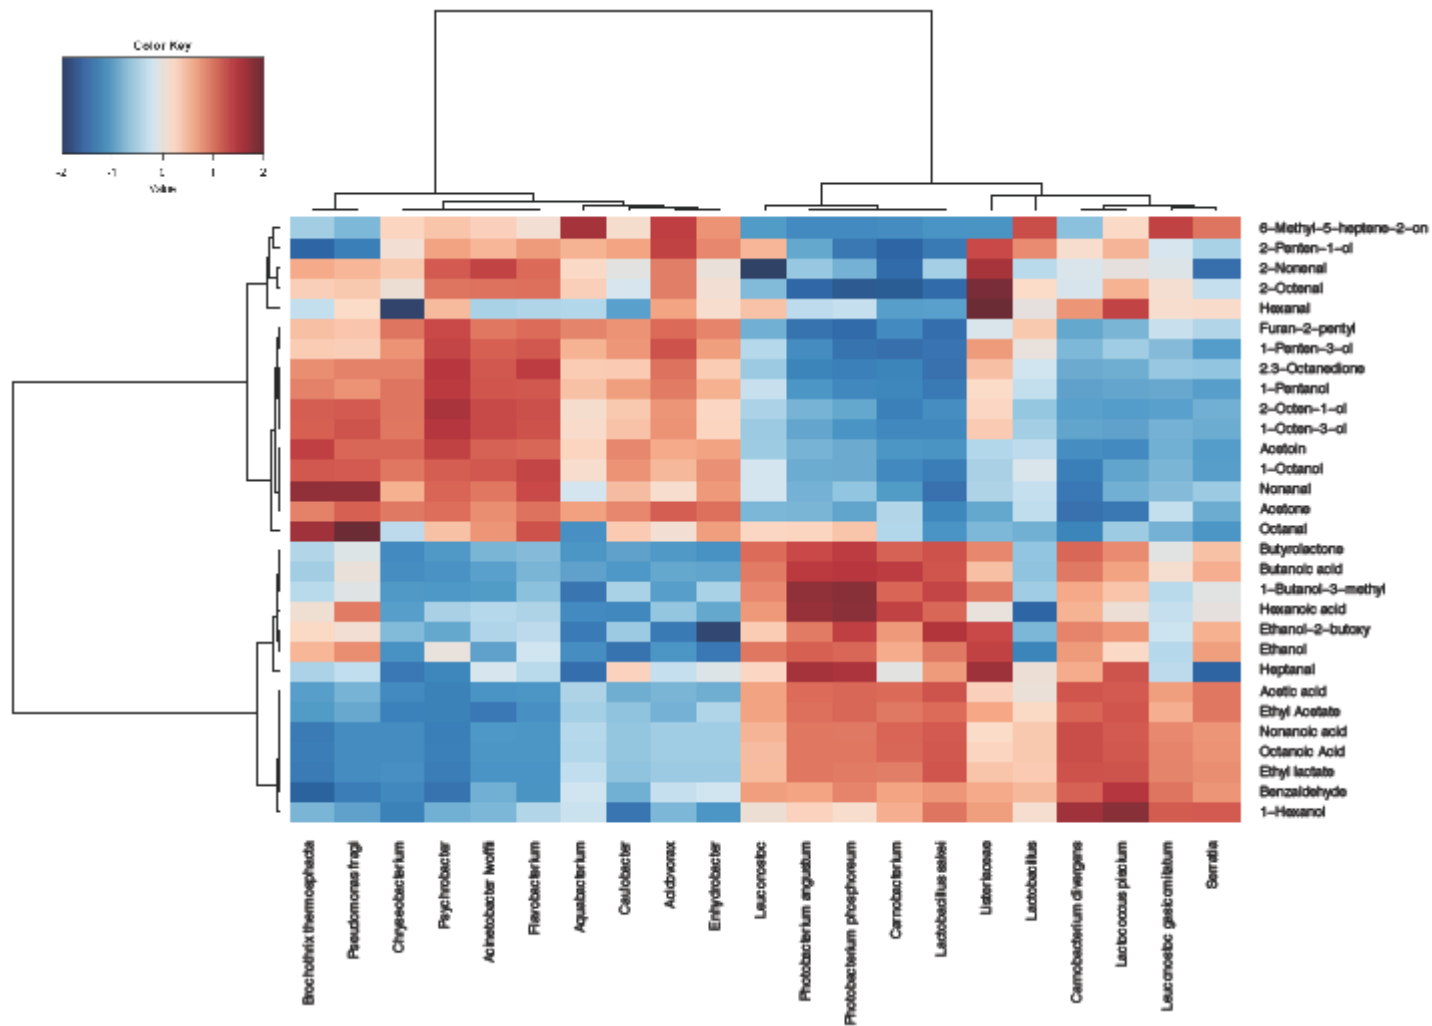 Color Key
-2 -1 0 1 2
Value
6-Methyl-5-heptene-2-on
2-Penten-1-ol
2-Nonenal
2-Octenal
Hexanal
Furan-2-pentyl
1-Penten-3-ol
2.3-Octanedione
1-Pentanol
2-Octen-1-ol
1-Octen-3-ol
Acetoin
1-Octanol
Nonanal
Acetone
Octanal
Butyrolactone
Butanoic acid
1-Butanol-3-methyl
Hexanoic acid
Ethanol-2-butoxy
Ethanol
Heptanal
Acetic acid
Ethyl Acetate
Nonanoic acid
Octanoic Acid
Ethyl lactate
Benzaldehyde
1-Hexanol
Brochothrix thermosphacta
Pseudomonas fragi
Chryseobacterium
Psychrobacter
Acinetobacter lwoffii
Flavobacterium
Aquabacterium
Caulobacter
Acidovorax
Enhydrobacter
Leuconostoc
Photobacterium angustum
Photobacterium phosphoreum
Carnobacterium
Lactobacillus sakei
Listeriaceae
Lactobacillus
Carnobacterium divergens
Lactococcus piscium
Leuconostoc gasicomitatum
Serratia